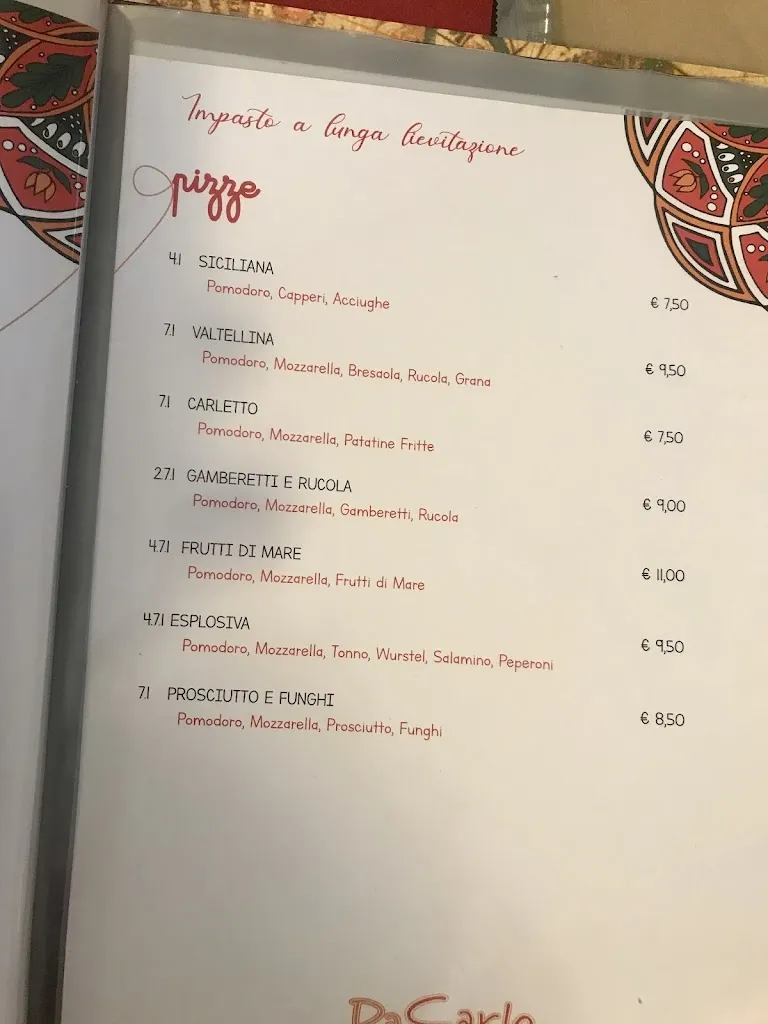 Impasto a lunga lievitazione
pizze
4.1 SICILIANA
Pomodoro, Capperi, Acciughe
€ 7,50
7.1 VALTELLINA
Pomodoro, Mozzarella, Bresaola, Rucola, Grana
€ 9,50
7.1 CARLETTO
Pomodoro, Mozzarella, Patatine Fritte
€ 7,50
2.7.1 GAMBERETTI E RUCOLA
Pomodoro, Mozzarella, Gamberetti, Rucola
€ 9,00
4.7.1 FRUTTI DI MARE
Pomodoro, Mozzarella, Frutti di Mare
€ 11,00
4.7.1 ESPLOSIVA
Pomodoro, Mozzarella, Tonno, Wurstel, Salamino, Peperoni
€ 9,50
7.1 PROSCIUTTO E FUNGHI
Pomodoro, Mozzarella, Prosciutto, Funghi
€ 8,50
Da Carlo